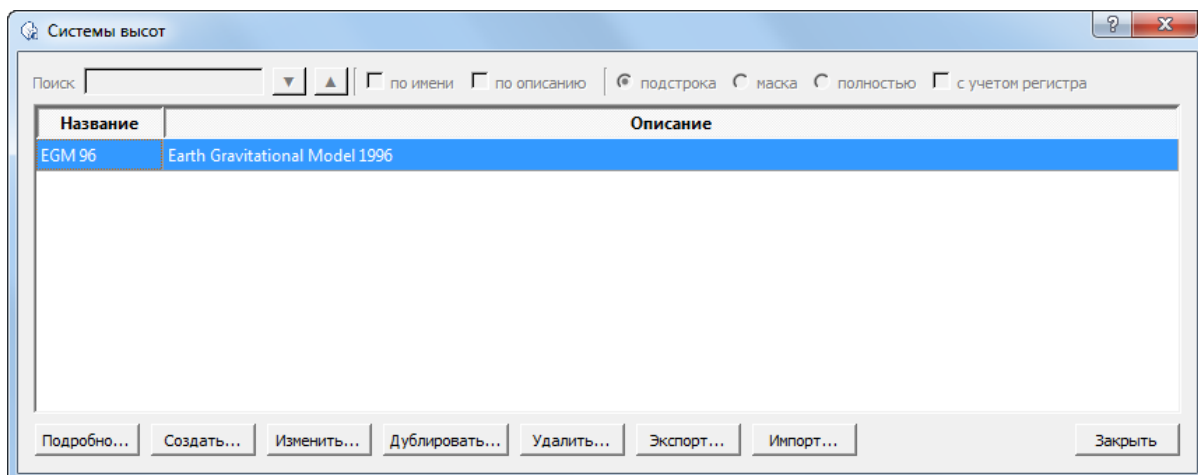 Системы высот
Поиск по имени по описанию подстрока маска полностью с учетом регистра
Название Описание
EGM 96 Earth Gravitational Model 1996
Подробно... Создать... Изменить... Дублировать... Удалить... Экспорт... Импорт... Закрыть